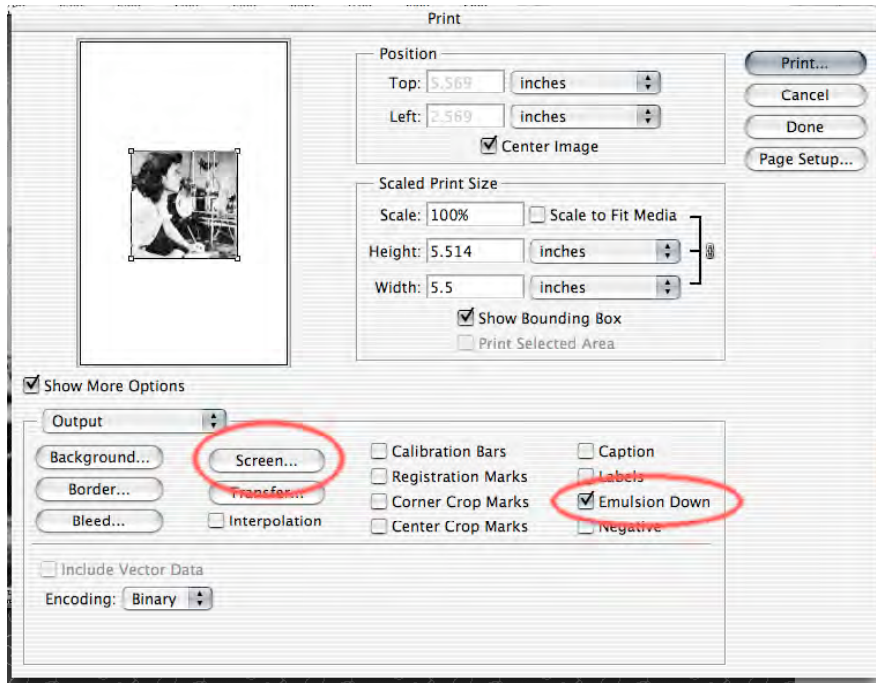 Print
Position
Top: 5.569 inches
Left: 2.569 inches
Center Image
Print...
Cancel
Done
Page Setup...
Scaled Print Size
Scale: 100% Scale to Fit Media
Height: 5.514 inches
Width: 5.5 inches
Show Bounding Box
Print Selected Area
Show More Options
Output
Background...
Border...
Bleed...
Screen...
Transfer...
Interpolation
Calibration Bars
Registration Marks
Corner Crop Marks
Center Crop Marks
Caption
Labels
Emulsion Down
Negative
Include Vector Data
Encoding: Binary